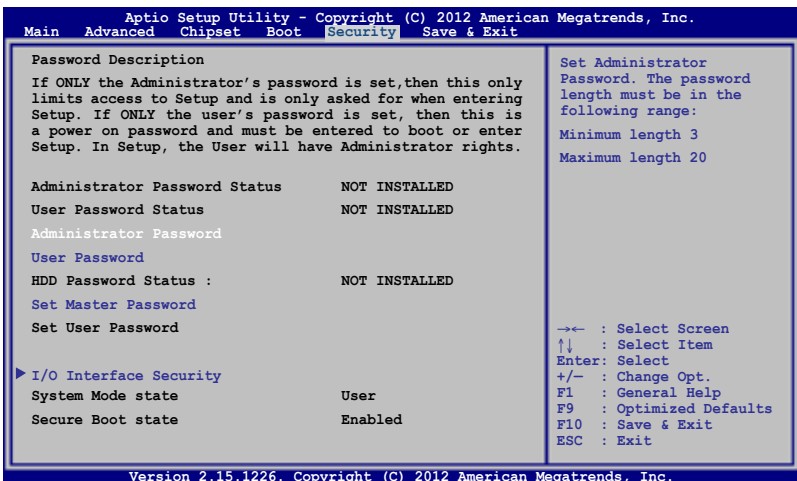 Aptio Setup Utility - Copyright (C) 2012 American Megatrends, Inc.
Main Advanced Chipset Boot Security Save & Exit
Password Description
If ONLY the Administrator's password is set,then this only
limits access to Setup and is only asked for when entering
Setup. If ONLY the user's password is set, then this is
a power on password and must be entered to boot or enter
Setup. In Setup, the User will have Administrator rights.
Administrator Password Status NOT INSTALLED
User Password Status NOT INSTALLED
Administrator Password
User Password
HDD Password Status : NOT INSTALLED
Set Master Password
Set User Password
I/O Interface Security
System Mode state User
Secure Boot state Enabled
Set Administrator
Password. The password
length must be in the
following range:
Minimum length 3
Maximum length 20
→← : Select Screen
↑↓ : Select Item
Enter: Select
+/— : Change Opt.
F1 : General Help
F9 : Optimized Defaults
F10 : Save & Exit
ESC : Exit
Version 2.15.1226. Copyright (C) 2012 American Megatrends, Inc.